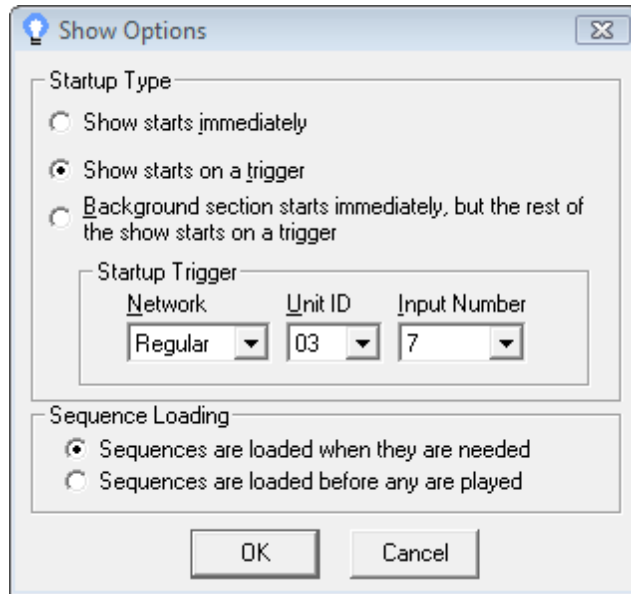 Show Options
Startup Type
Show starts immediately
Show starts on a trigger
Background section starts immediately, but the rest of
the show starts on a trigger
Startup Trigger
Network Unit ID Input Number
Regular 03 7
Sequence Loading
Sequences are loaded when they are needed
Sequences are loaded before any are played
OK Cancel